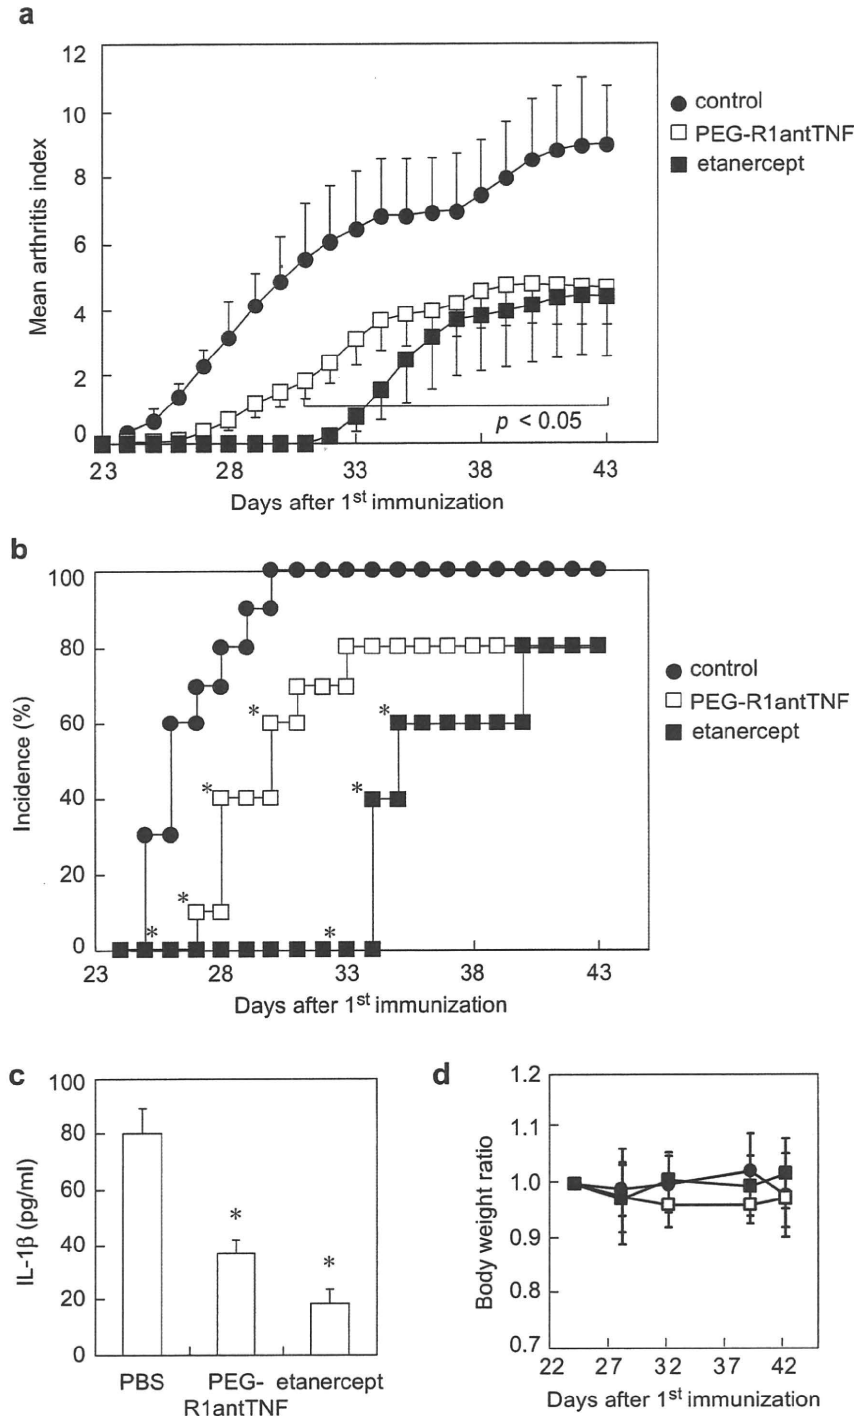 a
12
10
8
6
4
2
0
Mean arthritis index
control
PEG-R1antTNF
etanercept
p < 0.05
23 28 33 38 43
Days after 1st immunization
b
100
80
60
40
20
0
Incidence (%)
control
PEG-R1antTNF
etanercept
* * * * * * *
23 28 33 38 43
Days after 1st immunization
c
100
80
60
40
20
0
IL-1β (pg/ml)
* *
PBS PEG- etanercept
R1antTNF
d
1.2
1.1
1.0
0.9
0.8
0.7
Body weight ratio
22 27 32 37 42
Days after 1st immunization